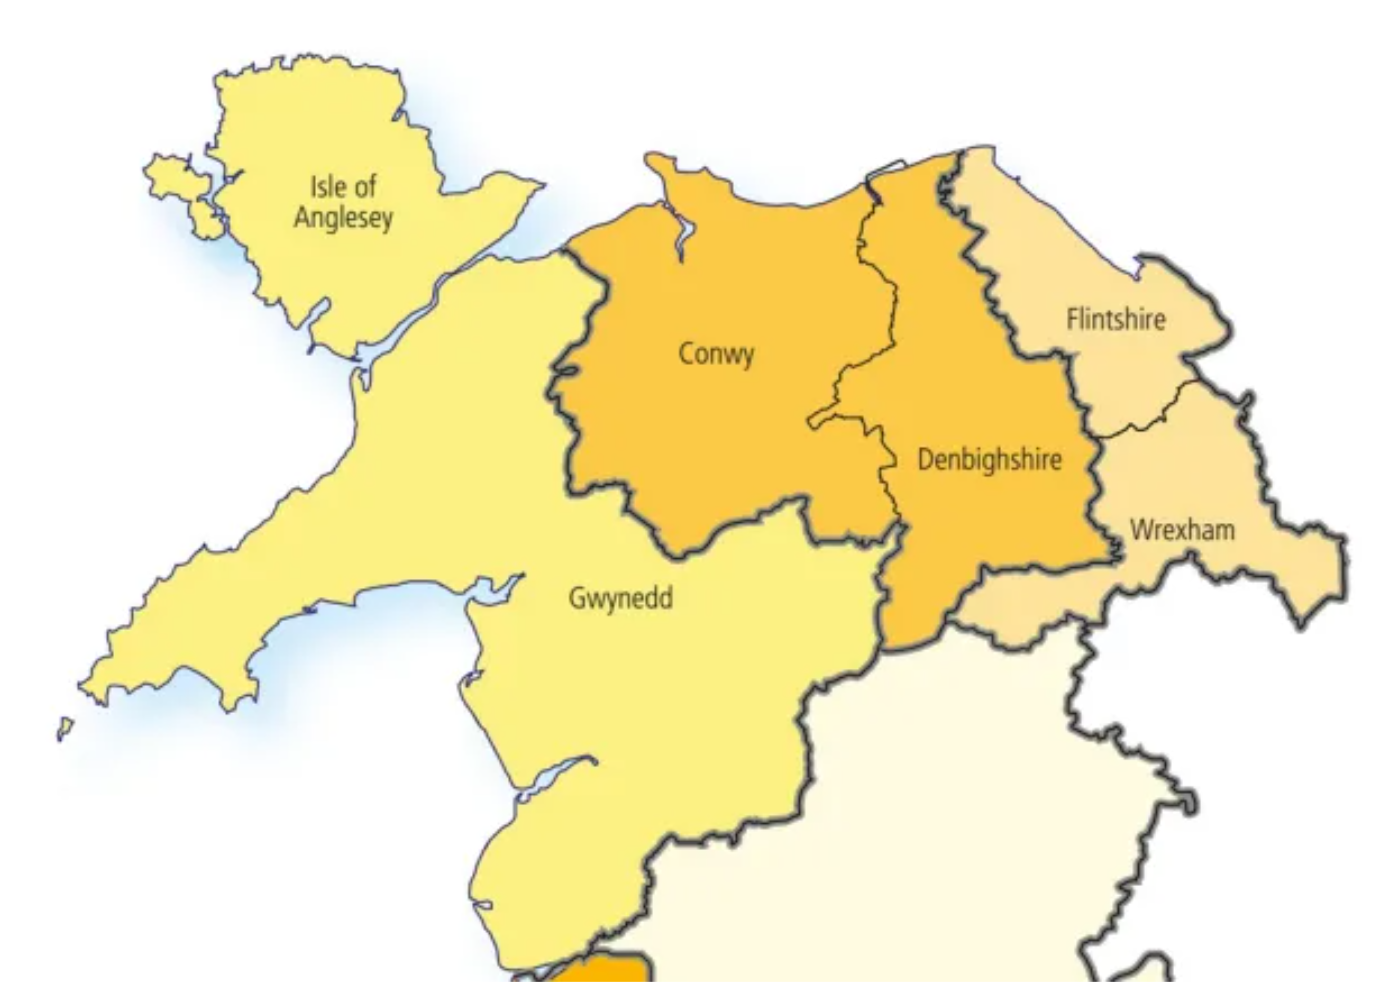 Isle of
Anglesey
Flintshire
Conwy
Denbighshire
Wrexham
Gwynedd